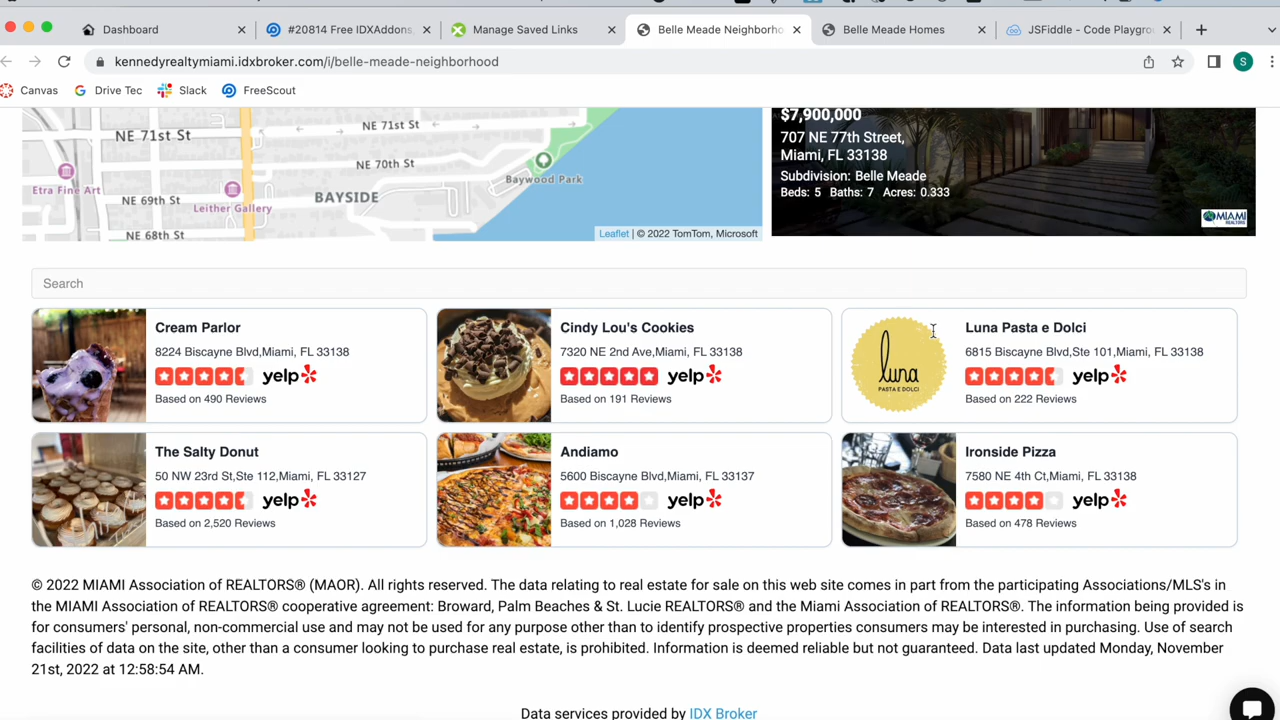 Dashboard
#20814 Free IDXAddons,
Manage Saved Links
Belle Meade Neighborho
Belle Meade Homes
JSFiddle - Code Playgrou
kennedyrealtymiami.idxbroker.com/i/belle-meade-neighborhood
S
Canvas
Drive Tec
Slack
FreeScout
NE 71st St
NE 71st St
NE 70th St
Etra Fine Art
NE 69th St
Leither Gallery
BAYSIDE
Baywood Park
NE 68th St
Leaflet | © 2022 TomTom, Microsoft
$7,900,000
707 NE 77th Street,
Miami, FL 33138
Subdivision: Belle Meade
Beds: 5 Baths: 7 Acres: 0.333
MIAMI
REALTORS
Search
Cream Parlor
8224 Biscayne Blvd,Miami, FL 33138
yelp
Based on 490 Reviews
Cindy Lou's Cookies
7320 NE 2nd Ave,Miami, FL 33138
yelp
Based on 191 Reviews
luna
PASTA E DOLCI
Luna Pasta e Dolci
6815 Biscayne Blvd,Ste 101,Miami, FL 33138
yelp
Based on 222 Reviews
The Salty Donut
50 NW 23rd St,Ste 112,Miami, FL 33127
yelp
Based on 2,520 Reviews
Andiamo
5600 Biscayne Blvd,Miami, FL 33137
yelp
Based on 1,028 Reviews
Ironside Pizza
7580 NE 4th Ct,Miami, FL 33138
yelp
Based on 478 Reviews
© 2022 MIAMI Association of REALTORS® (MAOR). All rights reserved. The data relating to real estate for sale on this web site comes in part from the participating Associations/MLS's in
the MIAMI Association of REALTORS® cooperative agreement: Broward, Palm Beaches & St. Lucie REALTORS® and the Miami Association of REALTORS®. The information being provided is
for consumers' personal, non-commercial use and may not be used for any purpose other than to identify prospective properties consumers may be interested in purchasing. Use of search
facilities of data on the site, other than a consumer looking to purchase real estate, is prohibited. Information is deemed reliable but not guaranteed. Data last updated Monday, November
21st, 2022 at 12:58:54 AM.
Data services provided by IDX Broker